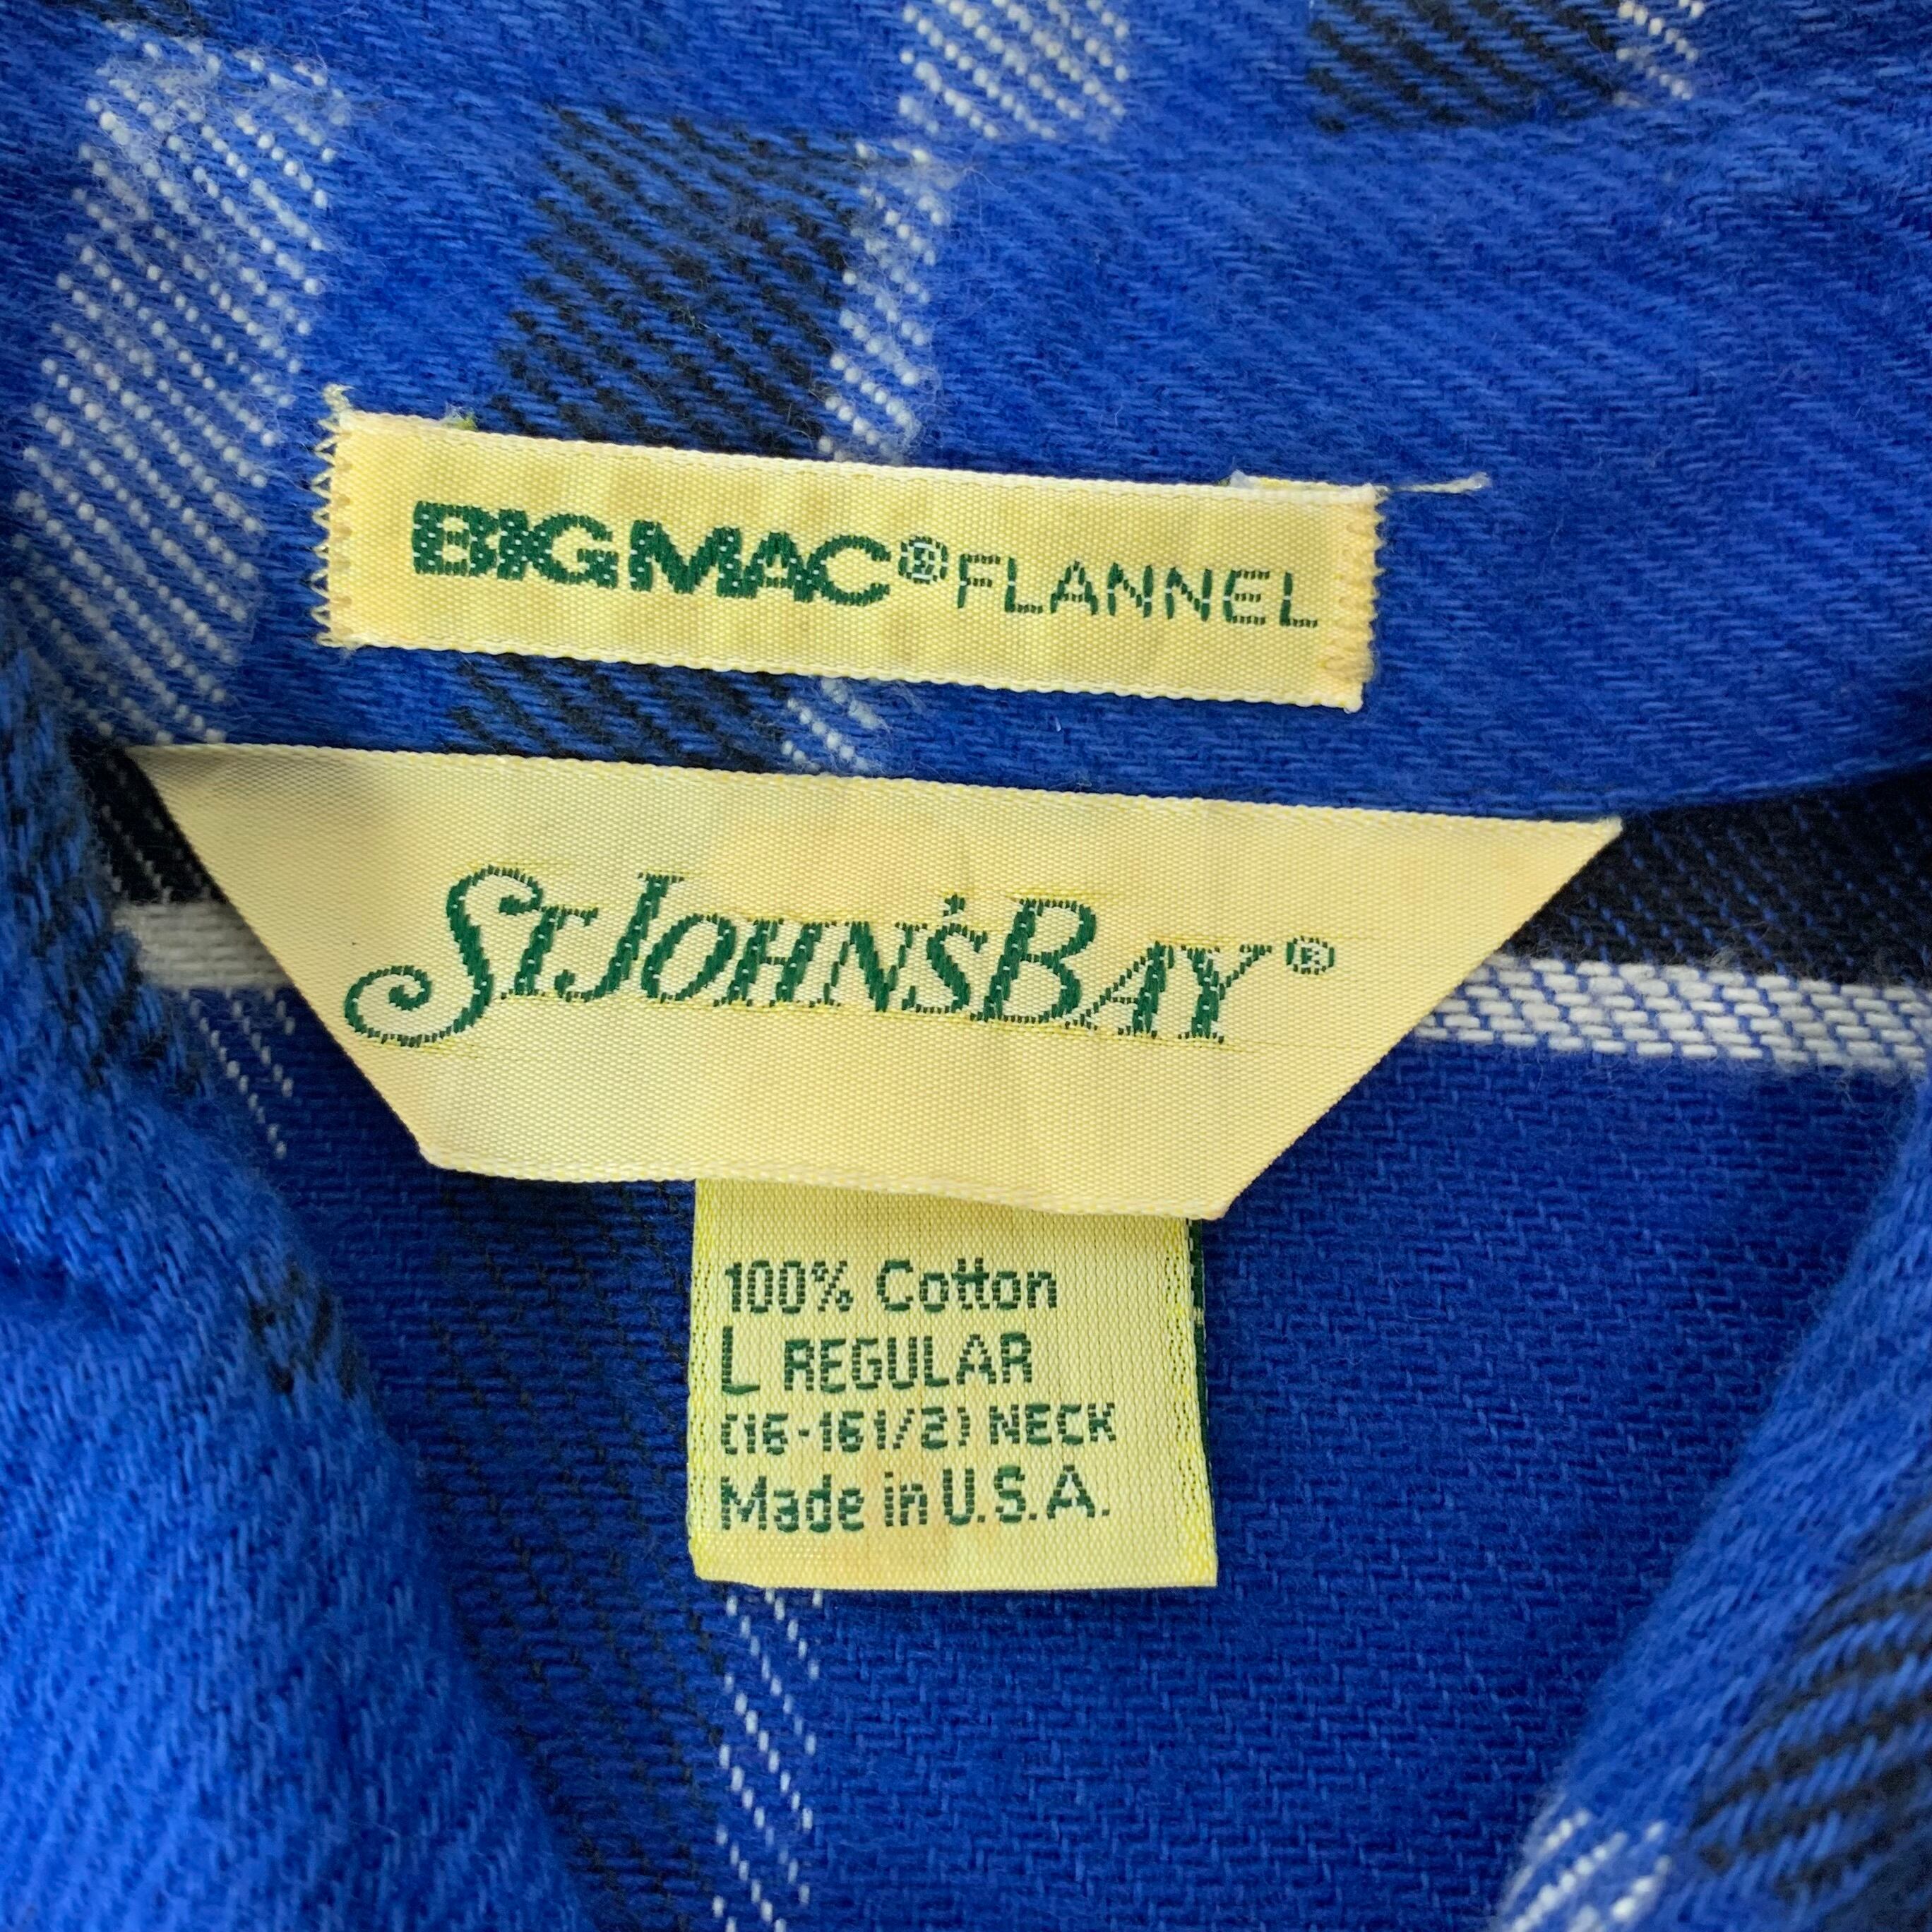 BIG MAC® FLANNEL
ST. JOHN'S BAY®
100% Cotton
L REGULAR
(16-16 1/2) NECK
Made in U.S.A.